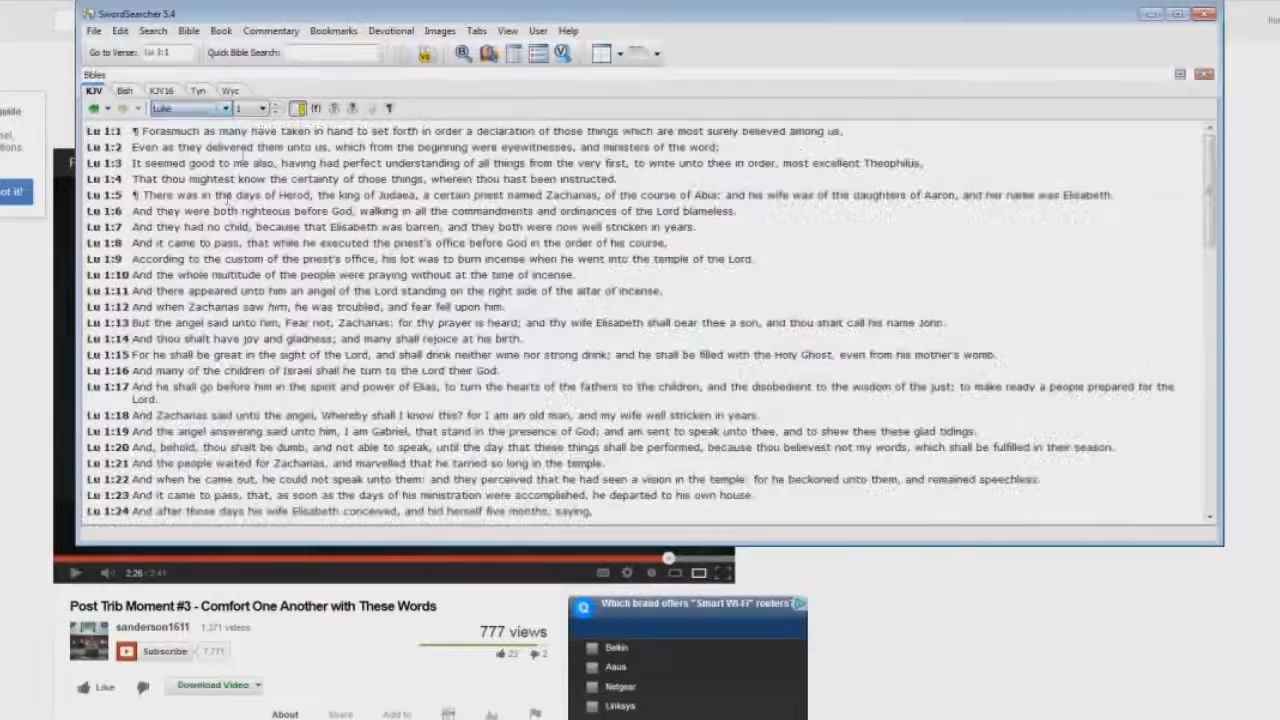 SwordSearcher 5.4
File Edit Search Bible Book Commentary Bookmarks Devotional Images Tabs View User Help
Go to Verse: Lu 1:1 Quick Bible Search:
Bibles
KJV Bish KJV16 Tyn Wyc
Luke 1
Lu 1:1 ¶ Forasmuch as many have taken in hand to set forth in order a declaration of those things which are most surely believed among us,
Lu 1:2 Even as they delivered them unto us, which from the beginning were eyewitnesses, and ministers of the word;
Lu 1:3 It seemed good to me also, having had perfect understanding of all things from the very first, to write unto thee in order, most excellent Theophilus,
Lu 1:4 That thou mightest know the certainty of those things, wherein thou hast been instructed.
Lu 1:5 ¶ There was in the days of Herod, the king of Judaea, a certain priest named Zacharias, of the course of Abia: and his wife was of the daughters of Aaron, and her name was Elisabeth.
Lu 1:6 And they were both righteous before God, walking in all the commandments and ordinances of the Lord blameless.
Lu 1:7 And they had no child, because that Elisabeth was barren, and they both were now well stricken in years.
Lu 1:8 And it came to pass, that while he executed the priest's office before God in the order of his course,
Lu 1:9 According to the custom of the priest's office, his lot was to burn incense when he went into the temple of the Lord.
Lu 1:10 And the whole multitude of the people were praying without at the time of incense.
Lu 1:11 And there appeared unto him an angel of the Lord standing on the right side of the altar of incense.
Lu 1:12 And when Zacharias saw him, he was troubled, and fear fell upon him.
Lu 1:13 But the angel said unto him, Fear not, Zacharias: for thy prayer is heard; and thy wife Elisabeth shall bear thee a son, and thou shalt call his name John.
Lu 1:14 And thou shalt have joy and gladness; and many shall rejoice at his birth.
Lu 1:15 For he shall be great in the sight of the Lord, and shall drink neither wine nor strong drink; and he shall be filled with the Holy Ghost, even from his mother's womb.
Lu 1:16 And many of the children of Israel shall he turn to the Lord their God.
Lu 1:17 And he shall go before him in the spirit and power of Elias, to turn the hearts of the fathers to the children, and the disobedient to the wisdom of the just; to make ready a people prepared for the
Lord.
Lu 1:18 And Zacharias said unto the angel, Whereby shall I know this? for I am an old man, and my wife well stricken in years.
Lu 1:19 And the angel answering said unto him, I am Gabriel, that stand in the presence of God; and am sent to speak unto thee, and to shew thee these glad tidings.
Lu 1:20 And, behold, thou shalt be dumb, and not able to speak, until the day that these things shall be performed, because thou believest not my words, which shall be fulfilled in their season.
Lu 1:21 And the people waited for Zacharias, and marvelled that he tarried so long in the temple.
Lu 1:22 And when he came out, he could not speak unto them: and they perceived that he had seen a vision in the temple: for he beckoned unto them, and remained speechless.
Lu 1:23 And it came to pass, that, as soon as the days of his ministration were accomplished, he departed to his own house.
Lu 1:24 And after those days his wife Elisabeth conceived, and hid herself five months, saying,
guide
ot it!
2:26 / 2:41
Post Trib Moment #3 - Comfort One Another with These Words
sanderson1611 1,371 videos
Subscribe 7,771
777 views
22 2
Like Download Video
About Share Add to
Which brand offers "Smart Wi-Fi" routers?
Belkin
Asus
Netgear
Linksys